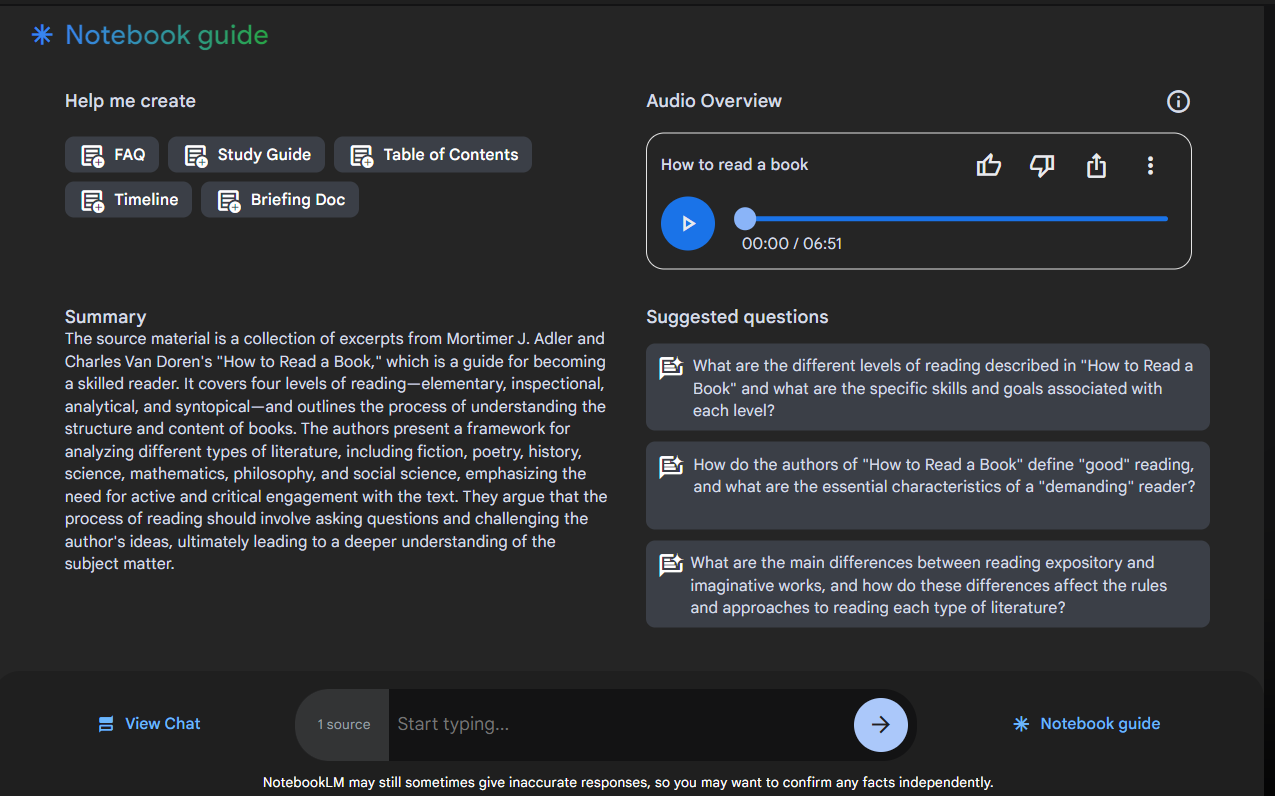 Notebook guide
Help me create
FAQ
Study Guide
Table of Contents
Timeline
Briefing Doc
Audio Overview
How to read a book
00:00 / 06:51
Summary
The source material is a collection of excerpts from Mortimer J. Adler and
Charles Van Doren's "How to Read a Book," which is a guide for becoming
a skilled reader. It covers four levels of reading—elementary, inspectional,
analytical, and syntopical—and outlines the process of understanding the
structure and content of books. The authors present a framework for
analyzing different types of literature, including fiction, poetry, history,
science, mathematics, philosophy, and social science, emphasizing the
need for active and critical engagement with the text. They argue that the
process of reading should involve asking questions and challenging the
author's ideas, ultimately leading to a deeper understanding of the
subject matter.
Suggested questions
What are the different levels of reading described in "How to Read a
Book" and what are the specific skills and goals associated with
each level?
How do the authors of "How to Read a Book" define "good" reading,
and what are the essential characteristics of a "demanding" reader?
What are the main differences between reading expository and
imaginative works, and how do these differences affect the rules
and approaches to reading each type of literature?
View Chat
1 source
Start typing...
Notebook guide
NotebookLM may still sometimes give inaccurate responses, so you may want to confirm any facts independently.